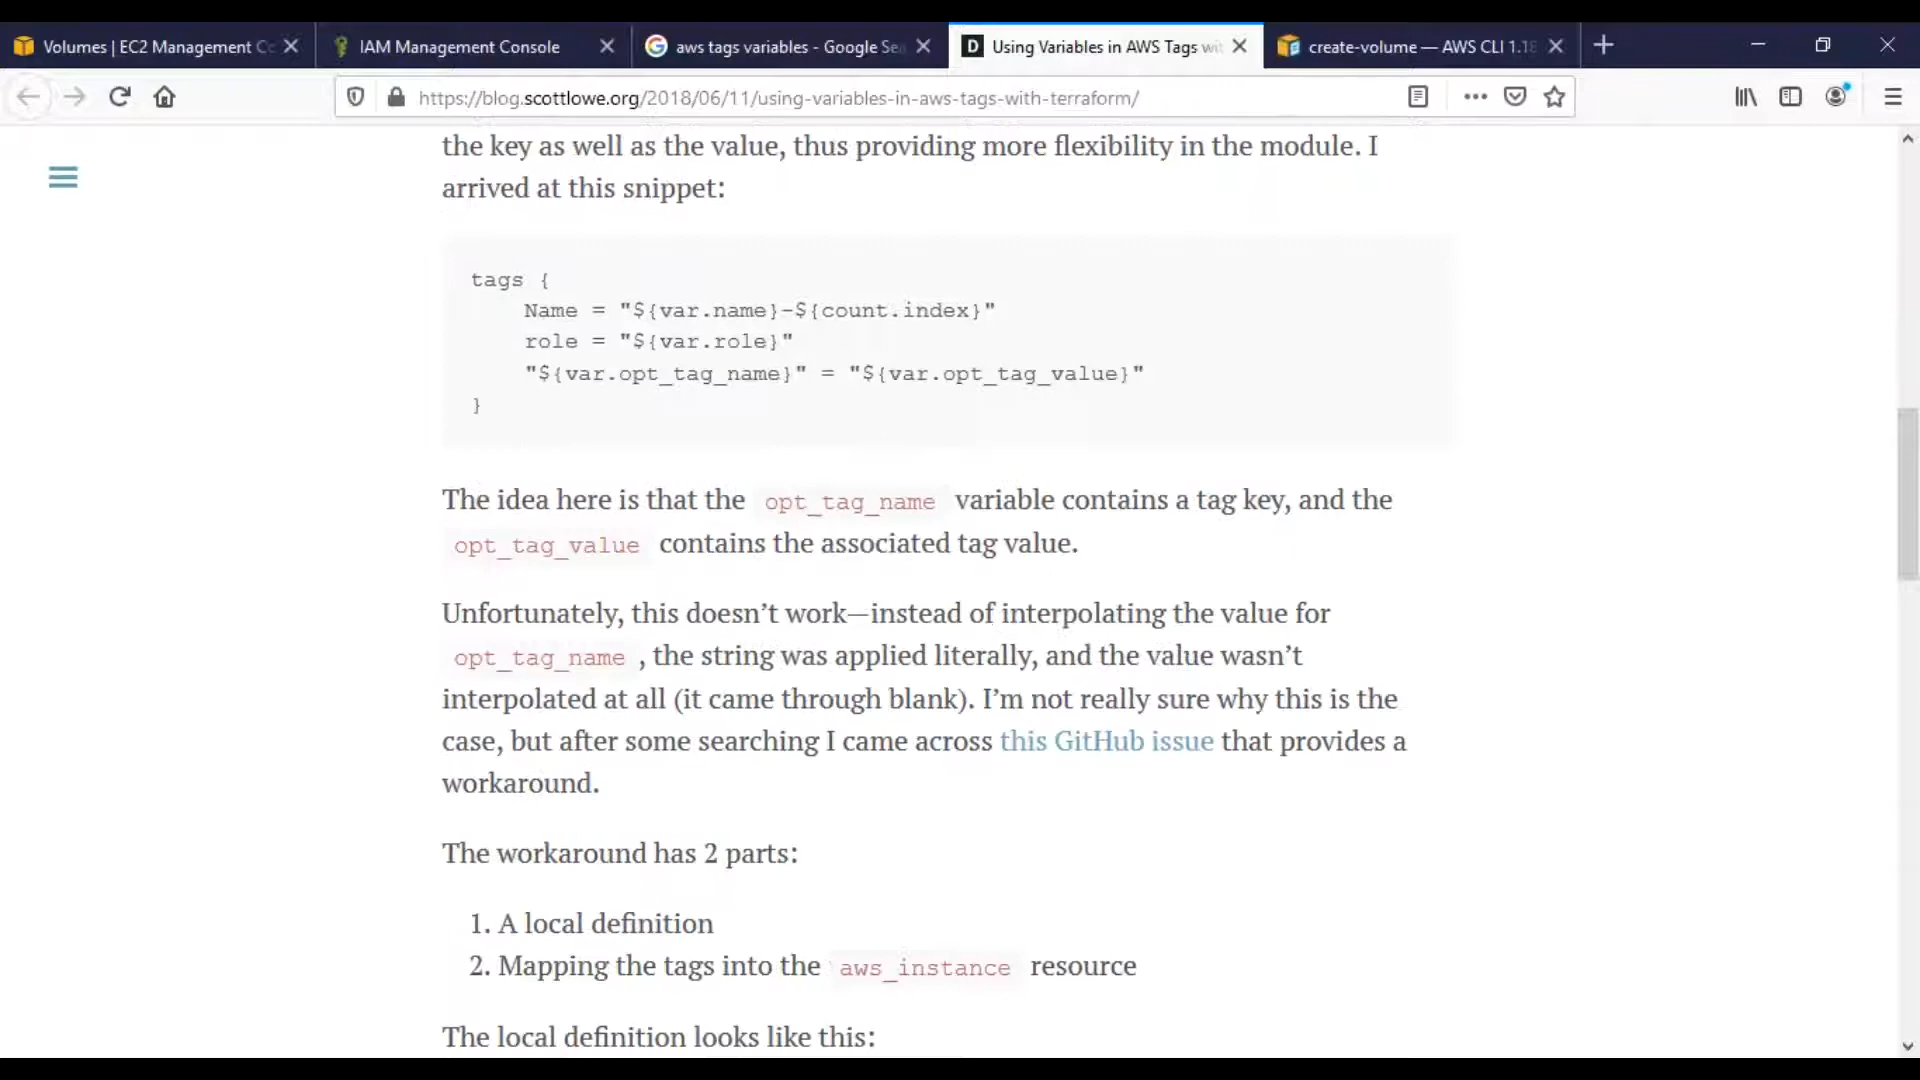 Volumes | EC2 Management Co
IAM Management Console
aws tags variables - Google Sea
Using Variables in AWS Tags wit
create-volume — AWS CLI 1.18
https://blog.scottlowe.org/2018/06/11/using-variables-in-aws-tags-with-terraform/
the key as well as the value, thus providing more flexibility in the module. I
arrived at this snippet:
tags {
Name = "${var.name}-${count.index}"
role = "${var.role}"
"${var.opt_tag_name}" = "${var.opt_tag_value}"
}
The idea here is that the opt_tag_name variable contains a tag key, and the
opt_tag_value contains the associated tag value.
Unfortunately, this doesn’t work—instead of interpolating the value for
opt_tag_name , the string was applied literally, and the value wasn’t
interpolated at all (it came through blank). I’m not really sure why this is the
case, but after some searching I came across this GitHub issue that provides a
workaround.
The workaround has 2 parts:
1. A local definition
2. Mapping the tags into the aws_instance resource
The local definition looks like this: